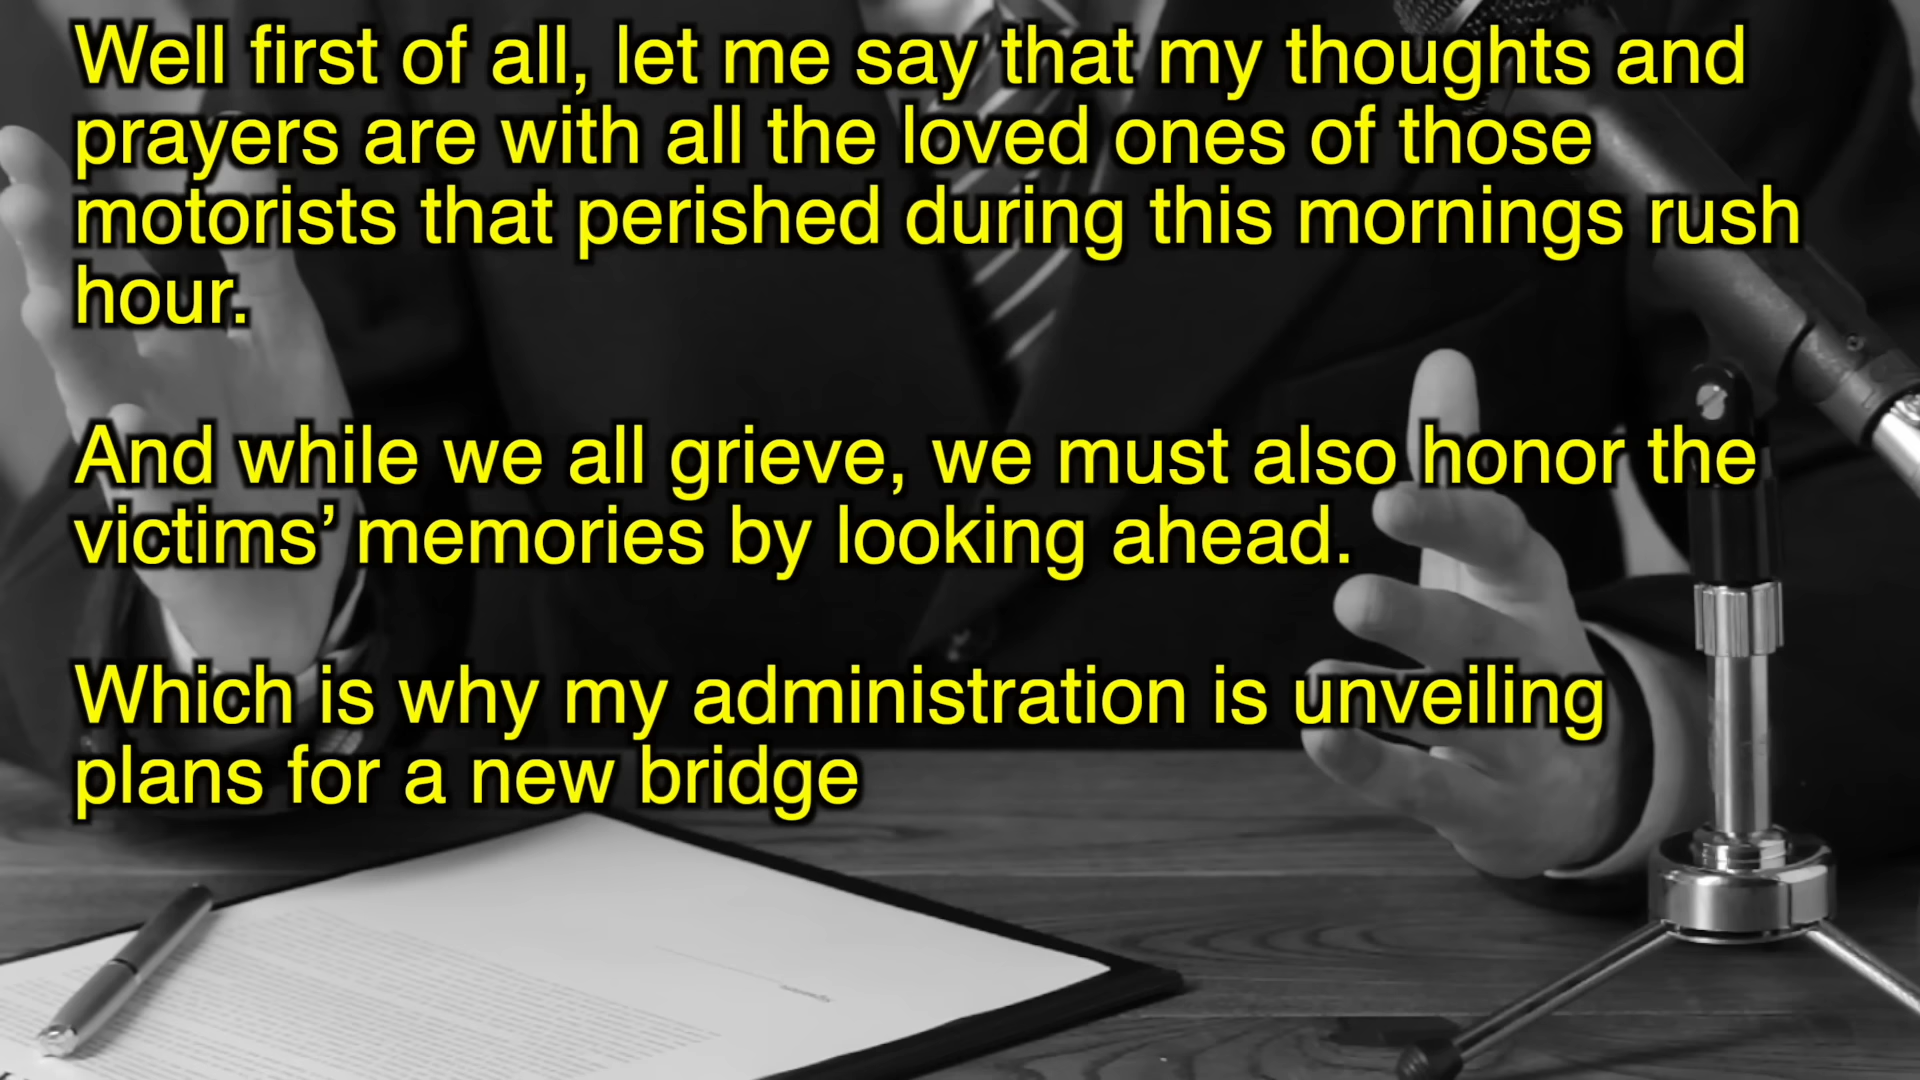 Well first of all, let me say that my thoughts and
prayers are with all the loved ones of those
motorists that perished during this mornings rush
hour.
And while we all grieve, we must also honor the
victims’ memories by looking ahead.
Which is why my administration is unveiling
plans for a new bridge